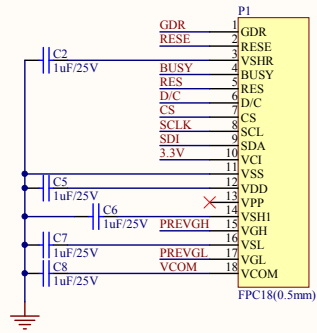 P1
GDR 1 GDR
RESE 2 RESE
C2 3 VSHR
1uF/25V
BUSY 4 BUSY
RES 5 RES
D/C 6 D/C
CS 7 CS
SCLK 8 SCL
SDI 9 SDA
3.3V 10 VCI
11 VSS
C5 12 VDD
1uF/25V
13 VPP
C6 14 VSH1
1uF/25V
PREVGH 15 VGH
C7 16 VSL
1uF/25V
PREVGL 17 VGL
C8 VCOM 18 VCOM
1uF/25V
FPC18(0.5mm)